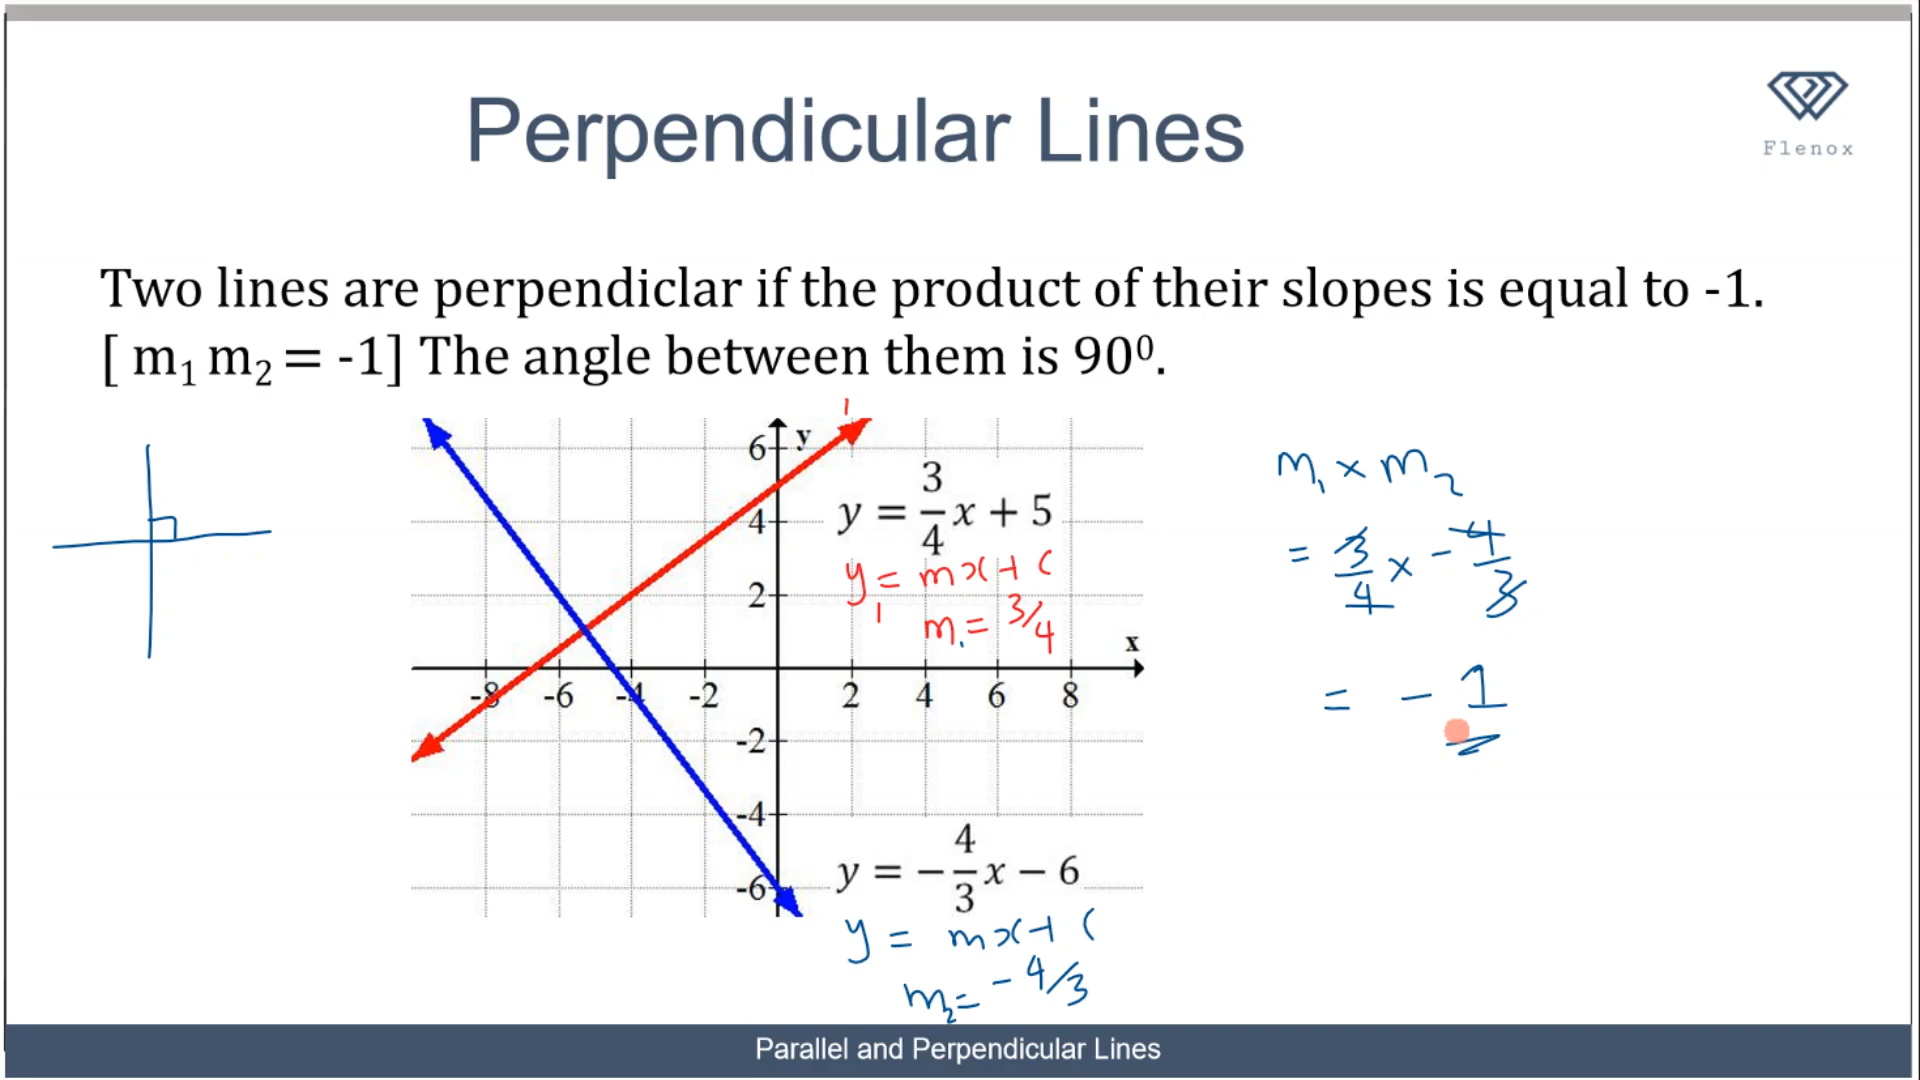 Perpendicular Lines
Flenox
Two lines are perpendiclar if the product of their slopes is equal to -1.
[ m₁ m₂ = -1] The angle between them is 90⁰.
1
6 y
y = 3/4 x + 5
4
y = mx + c
1
2
m₁ = 3/4
x
-8 -6 -4 -2 2 4 6 8
-2
-4
-6
y = -4/3 x - 6
y = mx + c
m₂ = -4/3
m₁ × m₂
= 3/4 × -4/3
= -1
Parallel and Perpendicular Lines